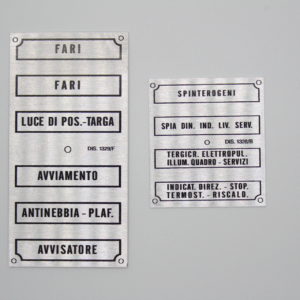 FARI
FARI
LUCE DI POS.-TARGA
DIS. 1329/F
AVVIAMENTO
ANTINEBBIA - PLAF.
AVVISATORE
SPINTEROGENI
SPIA DIN. IND. LIV. SERV.
DIS. 1328/B
TERGICR. ELETTROPUL.
ILLUM. QUADRO - SERVIZI
INDICAT. DIREZ. - STOP.
TERMOST. - RISCALD.